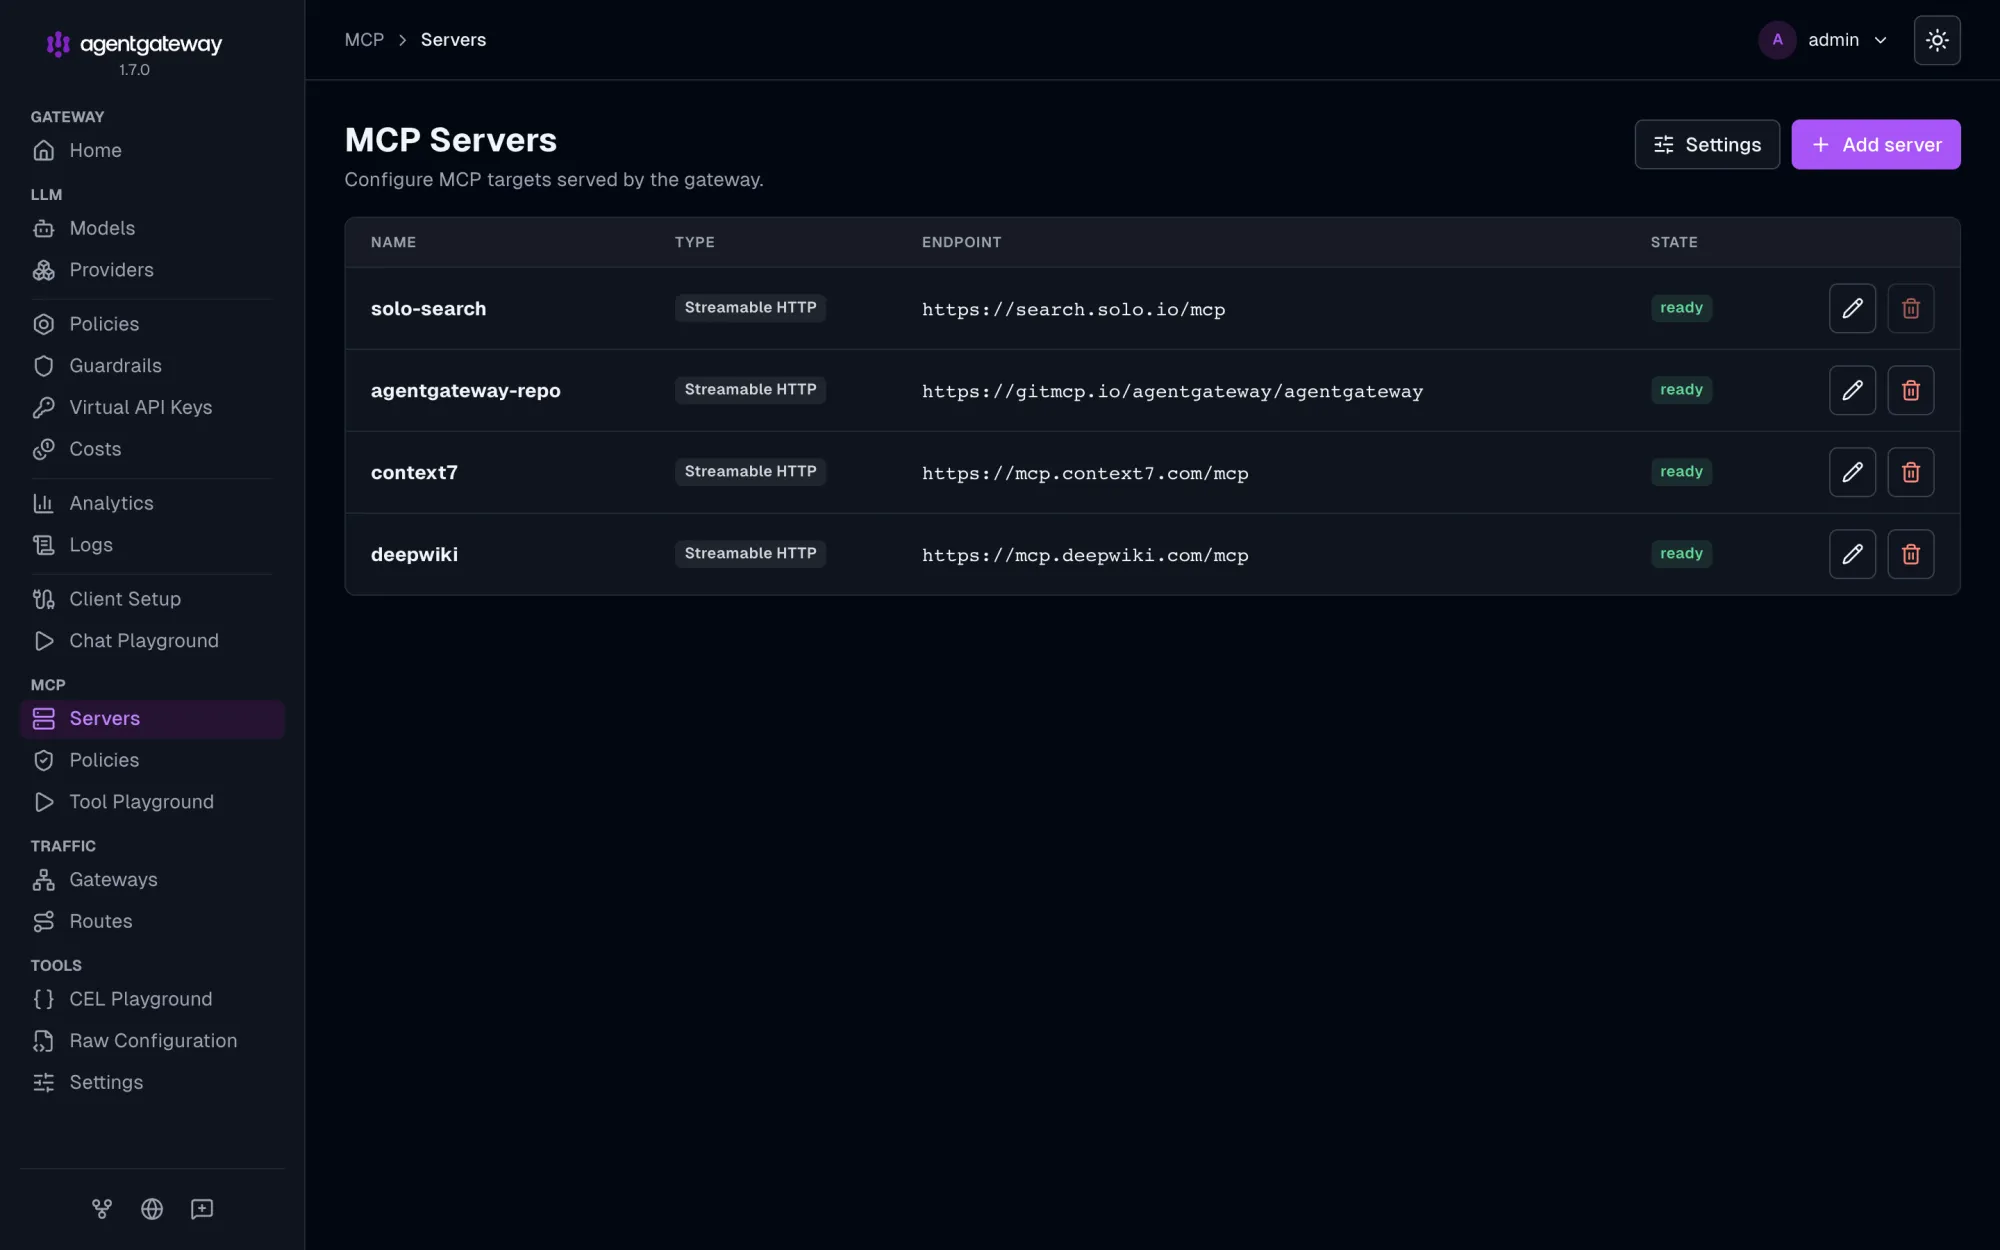 agentgateway
1.7.0
GATEWAY
Home
LLM
Models
Providers
Policies
Guardrails
Virtual API Keys
Costs
Analytics
Logs
Client Setup
Chat Playground
MCP
Servers
Policies
Tool Playground
TRAFFIC
Gateways
Routes
TOOLS
CEL Playground
Raw Configuration
Settings
MCP > Servers
A admin
MCP Servers
Configure MCP targets served by the gateway.
Settings
+ Add server
NAME TYPE ENDPOINT STATE
solo-search Streamable HTTP https://search.solo.io/mcp ready
agentgateway-repo Streamable HTTP https://gitmcp.io/agentgateway/agentgateway ready
context7 Streamable HTTP https://mcp.context7.com/mcp ready
deepwiki Streamable HTTP https://mcp.deepwiki.com/mcp ready